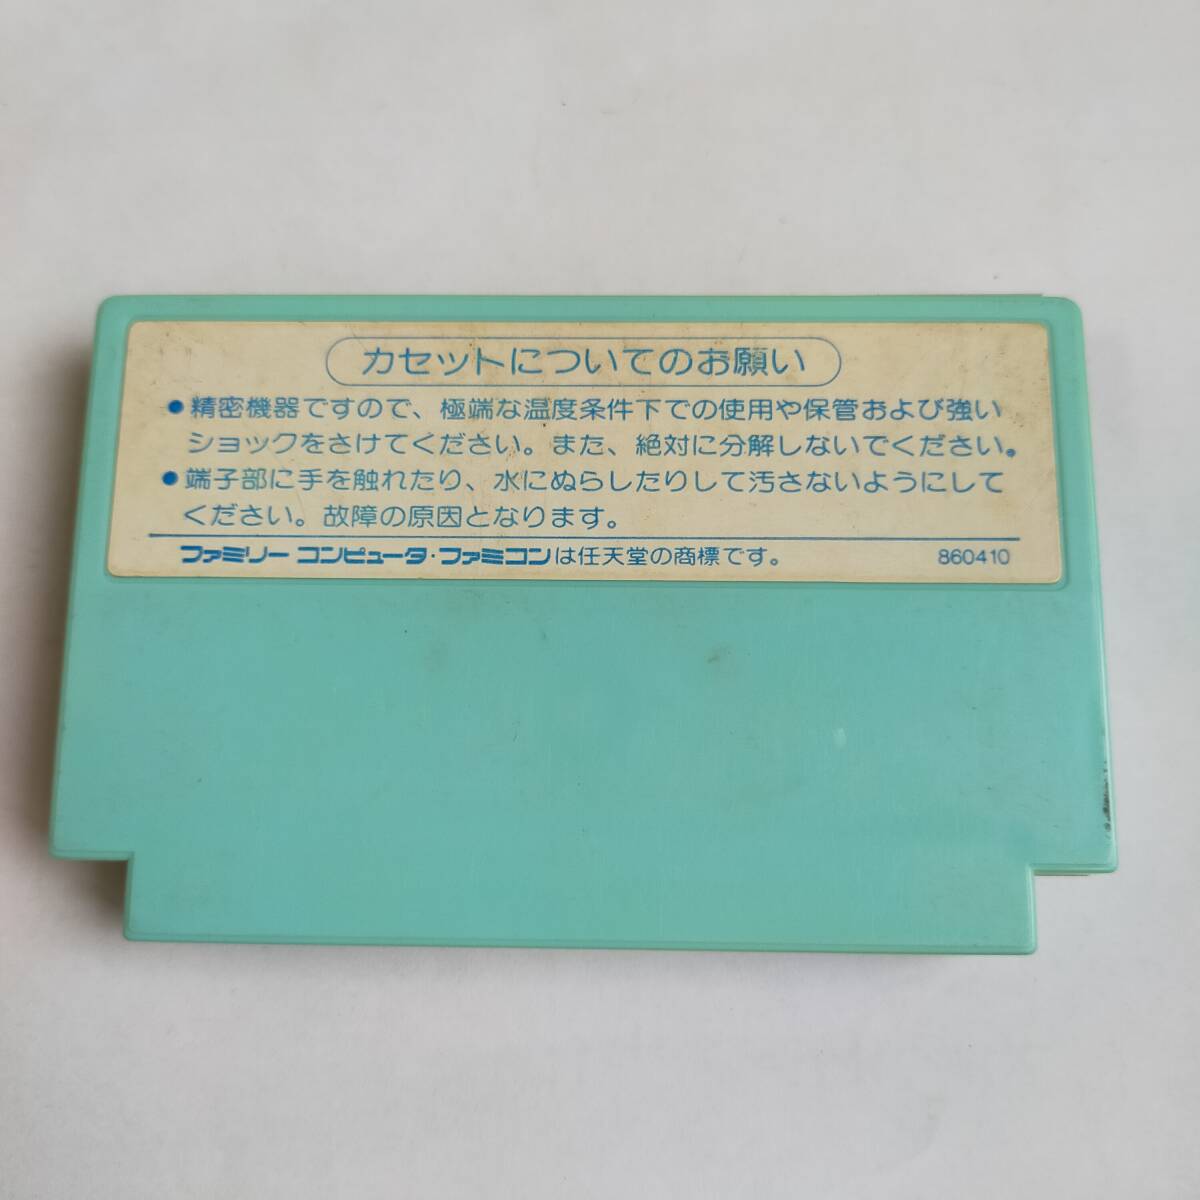 カセットについてのお願い
●精密機器ですので、極端な温度条件下での使用や保管および強い
ショックをさけてください。また、絶対に分解しないでください。
●端子部に手を触れたり、水にぬらしたりして汚さないようにして
ください。故障の原因となります。
ファミリー コンピュータ・ファミコンは任天堂の商標です。 860410